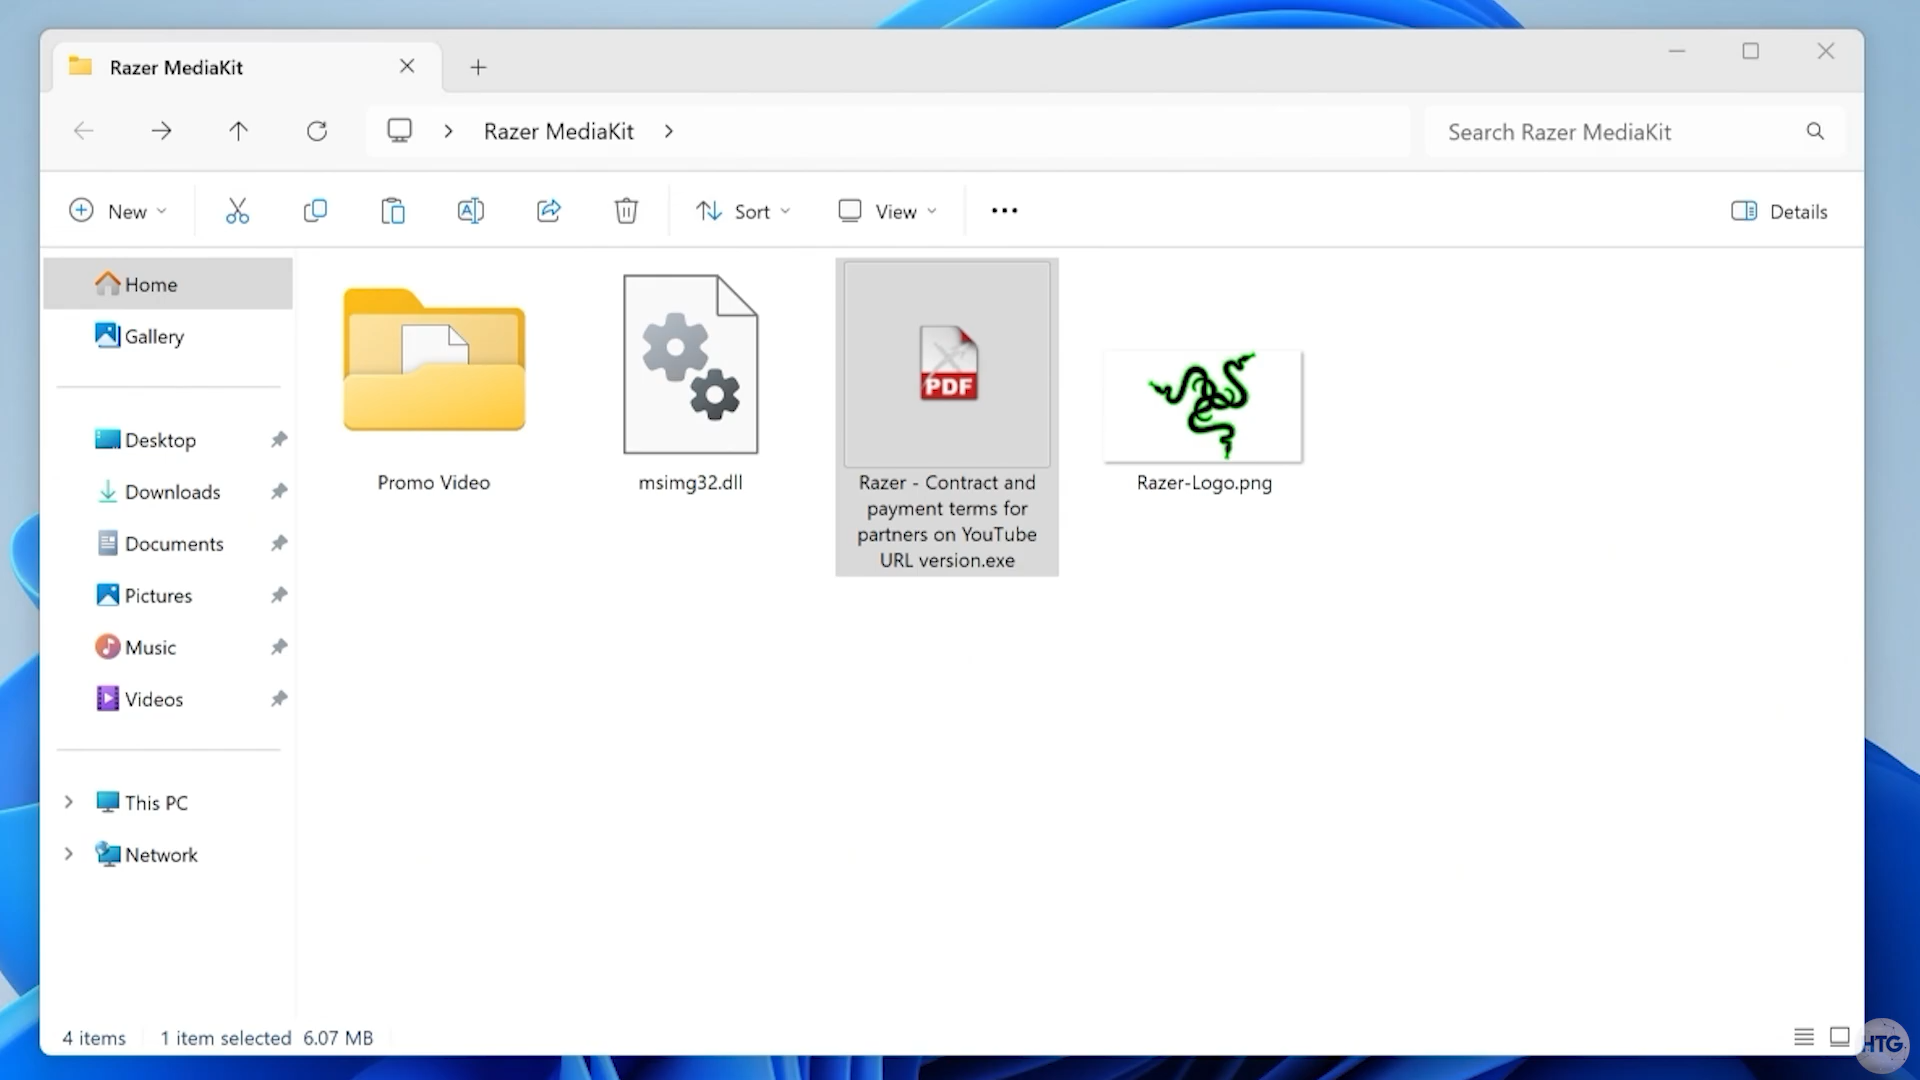 Razer MediaKit
Razer MediaKit
Search Razer MediaKit
New
Sort
View
Details
Home
Gallery
Desktop
Downloads
Documents
Pictures
Music
Videos
This PC
Network
Promo Video
msimg32.dll
PDF
Razer - Contract and
payment terms for
partners on YouTube
URL version.exe
Razer-Logo.png
4 items
1 item selected 6.07 MB
HTG